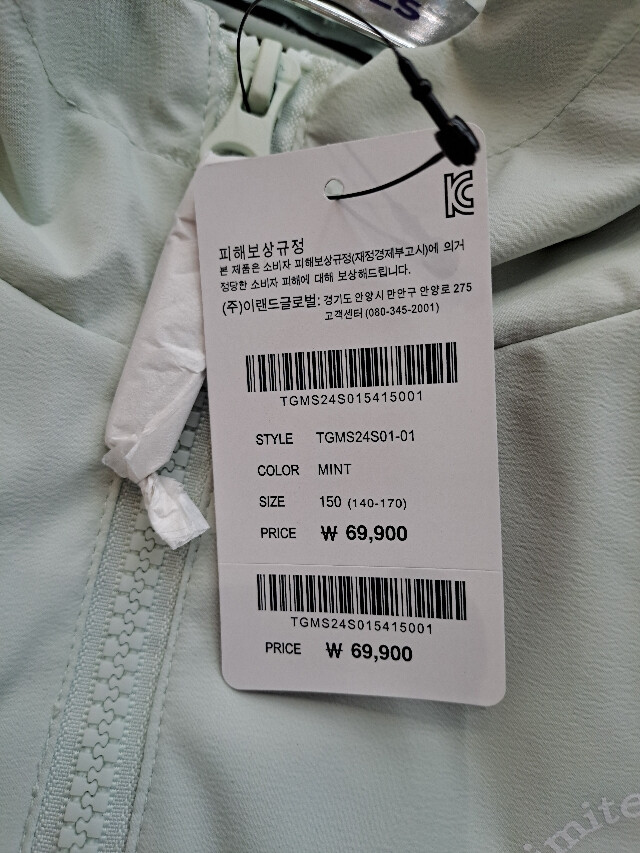 피해보상규정
본 제품은 소비자 피해보상규정(재정경제부고시)에 의거
정당한 소비자 피해에 대해 보상해드립니다.
(주)이랜드글로벌: 경기도 안양시 만안구 안양로 275
고객센터 (080-345-2001)
TGMS24S015415001
STYLE TGMS24S01-01
COLOR MINT
SIZE 150 (140-170)
PRICE ₩ 69,900
TGMS24S015415001
PRICE ₩ 69,900